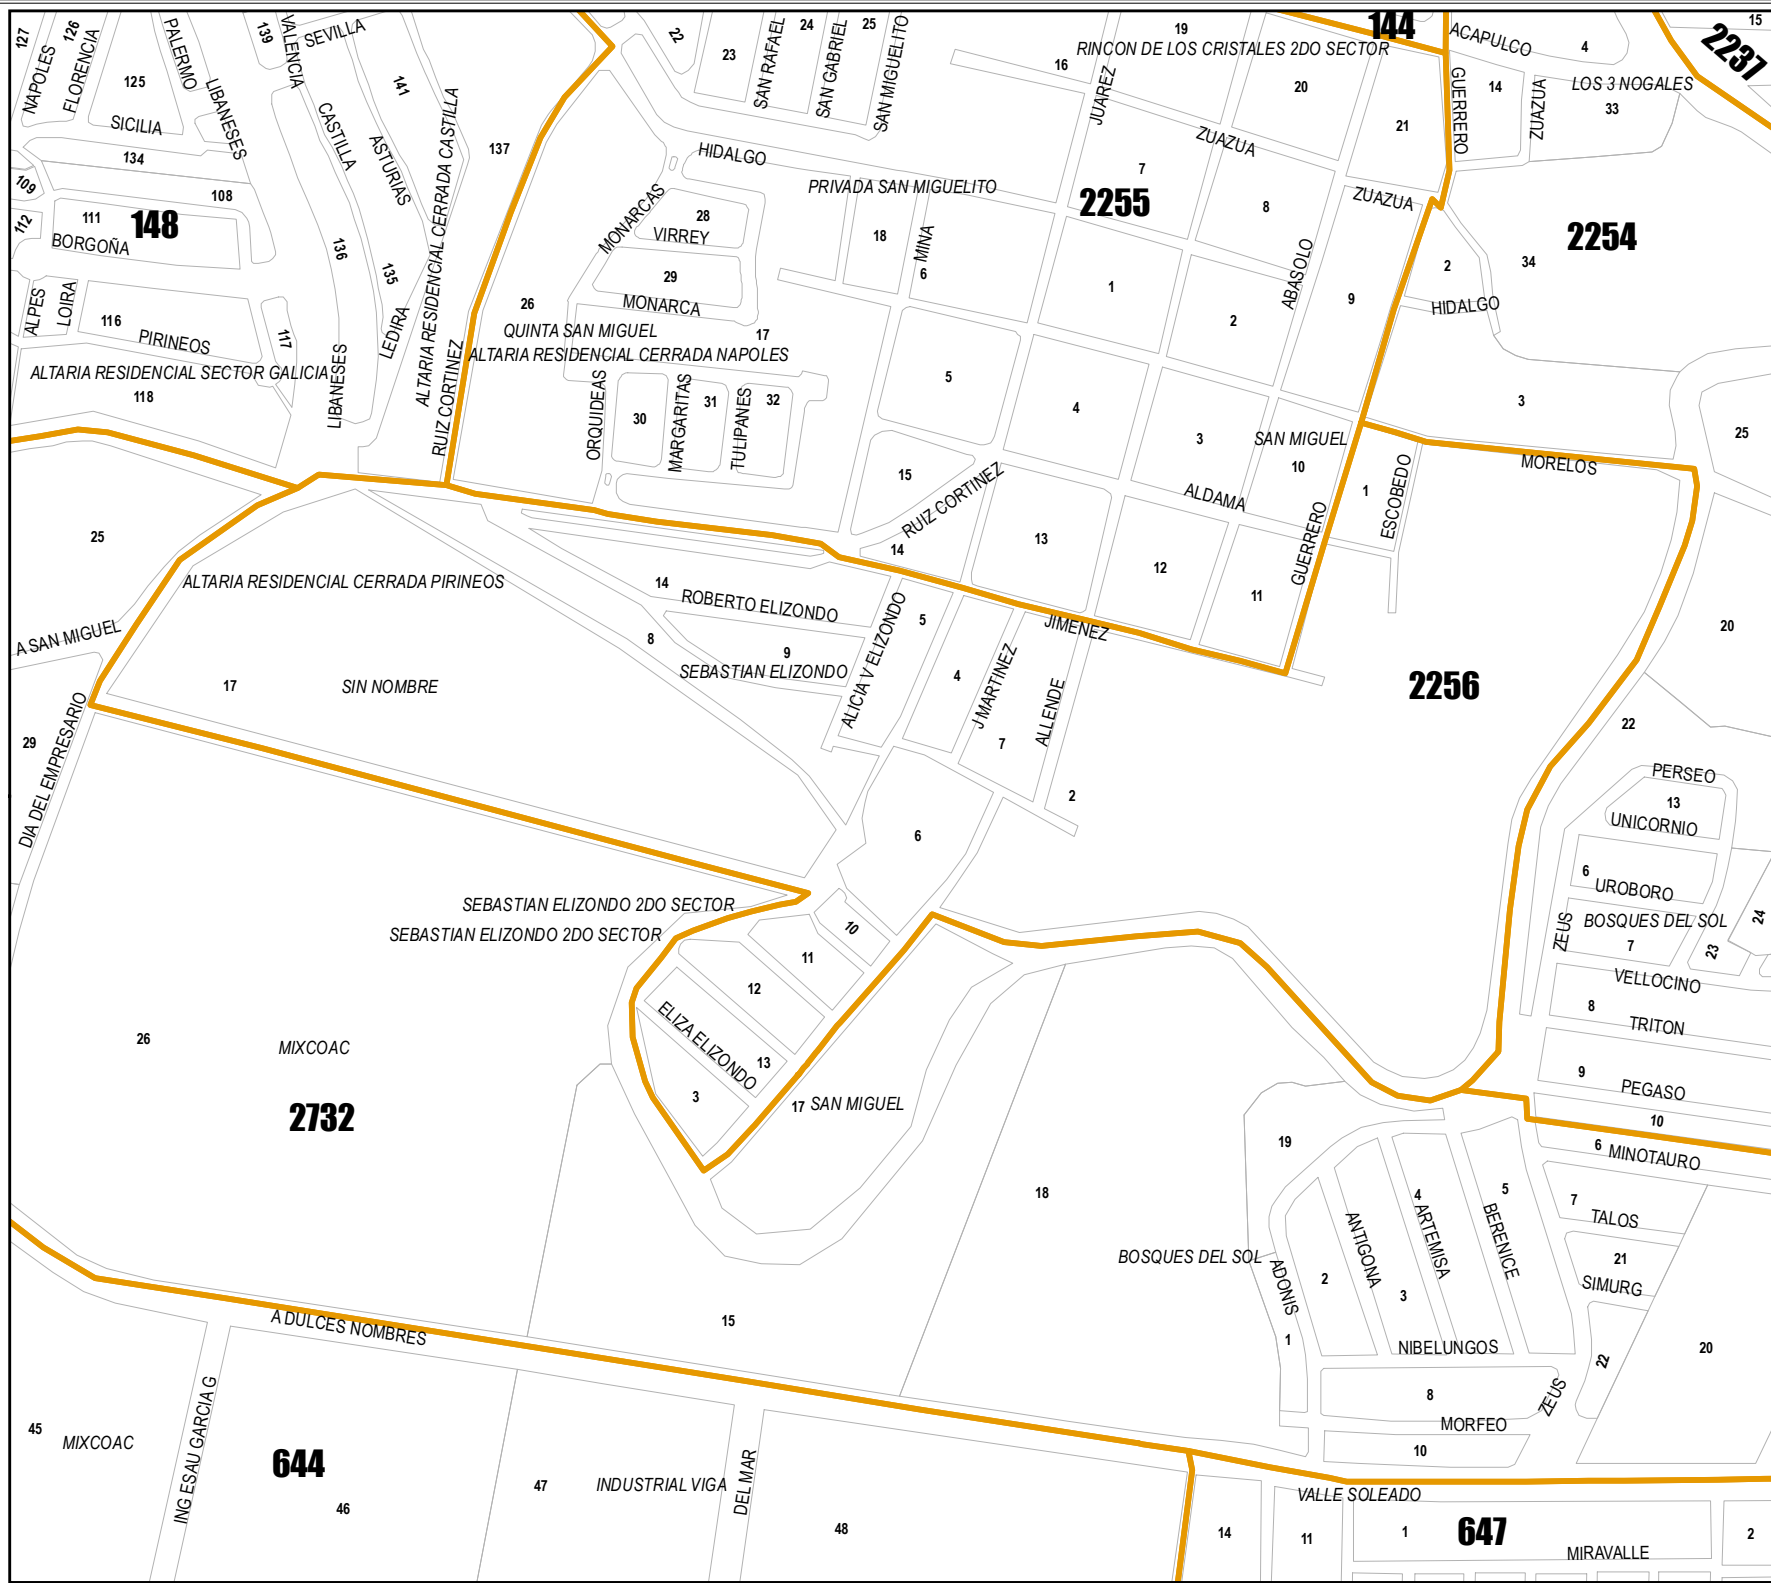 127
NAPOLES
126
FLORENCIA
125
PALERMO
139
VALENCIA
SEVILLA
141
22
23
SAN RAFAEL
24
SAN GABRIEL
25
SAN MIGUELITO
19
144
ACAPULCO
4
15
2237
RINCON DE LOS CRISTALES 2DO SECTOR
16
JUAREZ
20
GUERRERO
14
ZUAZUA
LOS 3 NOGALES
33
SICILIA
LIBANESES
CASTILLA
ASTURIAS
ALTARIA RESIDENCIAL CERRADA CASTILLA
137
21
134
HIDALGO
ZUAZUA
7
109
108
PRIVADA SAN MIGUELITO
2255
8
ZUAZUA
112
111
148
BORGOÑA
136
MONARCAS
28
VIRREY
18
MINA
2254
135
29
6
1
ABASOLO
9
2
34
ALPES
LOIRA
116
PIRINEOS
117
LIBANESES
LEDIRA
RUIZ CORTINEZ
26
MONARCA
QUINTA SAN MIGUEL
17
ALTARIA RESIDENCIAL CERRADA NAPOLES
2
HIDALGO
ALTARIA RESIDENCIAL SECTOR GALICIA
118
5
ORQUIDEAS
30
MARGARITAS
31
TULIPANES
32
4
3
3
SAN MIGUEL
10
25
15
RUIZ CORTINEZ
ALDAMA
GUERRERO
1
ESCOBEDO
MORELOS
25
14
13
12
11
ALTARIA RESIDENCIAL CERRADA PIRINEOS
14
ROBERTO ELIZONDO
ALICIA V ELIZONDO
5
JIMENEZ
20
A SAN MIGUEL
8
9
SEBASTIAN ELIZONDO
4
J MARTINEZ
ALLENDE
17
SIN NOMBRE
2256
29
DIA DEL EMPRESARIO
7
2
22
PERSEO
13
UNICORNIO
6
6
UROBORO
SEBASTIAN ELIZONDO 2DO SECTOR
SEBASTIAN ELIZONDO 2DO SECTOR
10
ZEUS
BOSQUES DEL SOL
24
7
23
11
VELLOCINO
12
8
TRITON
26
MIXCOAC
ELIZA ELIZONDO
13
3
17
SAN MIGUEL
9
PEGASO
10
2732
19
6
MINOTAURO
18
4
5
7
TALOS
ANTIGONA
ARTEMISA
BERENICE
BOSQUES DEL SOL
ADONIS
2
3
21
SIMURG
15
A DULCES NOMBRES
1
NIBELUNGOS
22
20
8
ZEUS
MORFEO
10
45
MIXCOAC
ING ESAU GARCIA G
644
46
47
INDUSTRIAL VIGA
DEL MAR
48
VALLE SOLEADO
14
11
1
647
2
MIRAVALLE